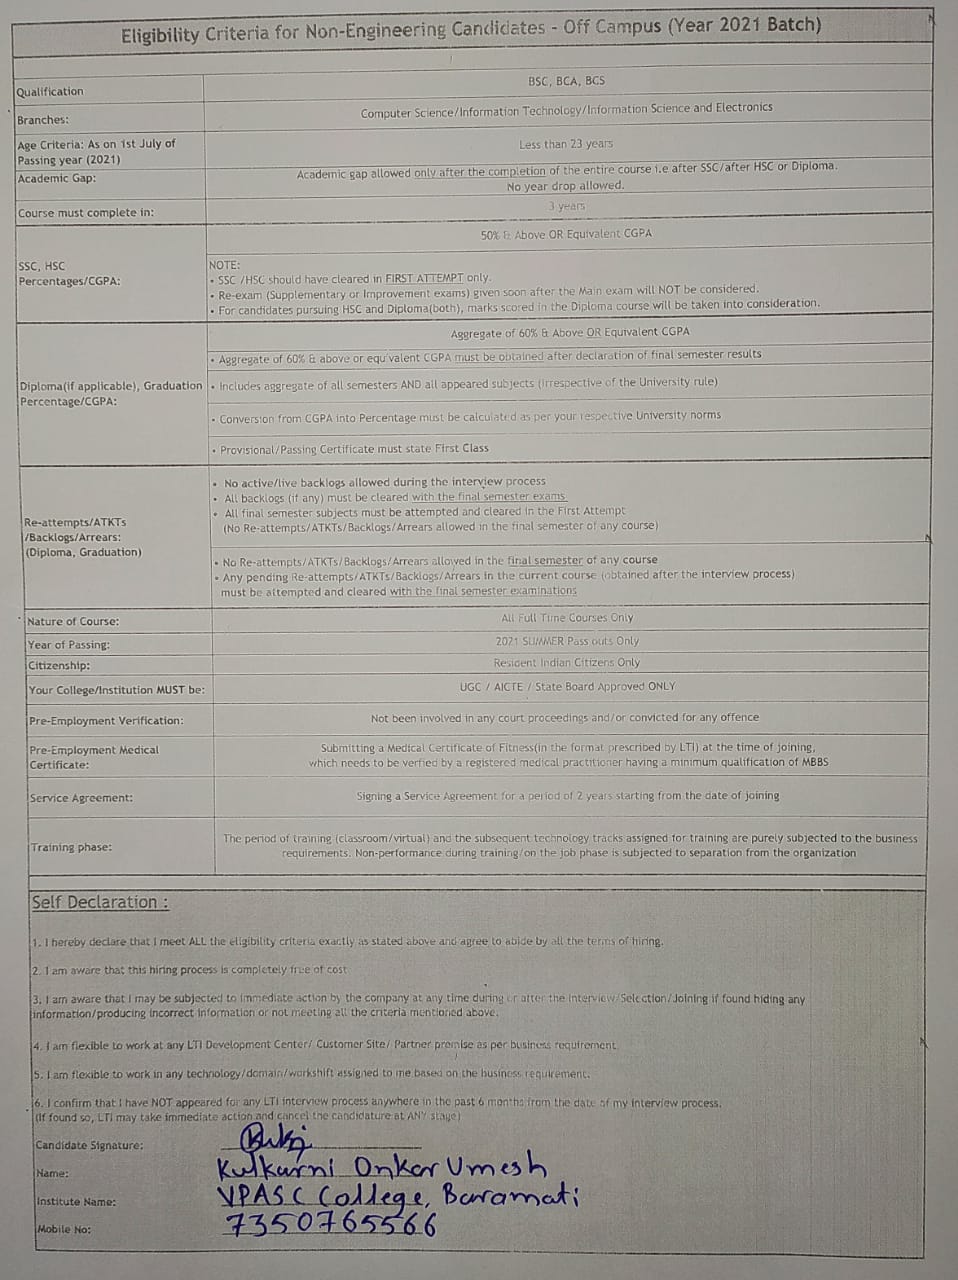 Eligibility Criteria for Non-Engineering Candidates - Off Campus (Year 2021 Batch)
Qualification
BSC, BCA, BCS
Branches:
Computer Science/Information Technology/Information Science and Electronics
Age Criteria: As on 1st July of
Passing year (2021)
Less than 23 years
Academic Gap:
Academic gap allowed only after the completion of the entire course i.e after SSC/after HSC or Diploma.
No year drop allowed.
Course must complete in:
3 years
SSC, HSC
Percentages/CGPA:
50% & Above OR Equivalent CGPA
NOTE:
• SSC /HSC should have cleared in FIRST ATTEMPT only.
• Re-exam (Supplementary or Improvement exams) given soon after the Main exam will NOT be considered.
• For candidates pursuing HSC and Diploma(both), marks scored in the Diploma course will be taken into consideration.
Diploma(if applicable), Graduation
Percentage/CGPA:
Aggregate of 60% & Above OR Equivalent CGPA
• Aggregate of 60% & above or equivalent CGPA must be obtained after declaration of final semester results
• Includes aggregate of all semesters AND all appeared subjects (irrespective of the University rule)
• Conversion from CGPA into Percentage must be calculated as per your respective University norms
• Provisional/Passing Certificate must state First Class
Re-attempts/ATKTs
/Backlogs/Arrears:
(Diploma, Graduation)
• No active/live backlogs allowed during the interview process
• All backlogs (if any) must be cleared with the final semester exams.
• All final semester subjects must be attempted and cleared in the First Attempt
(No Re-attempts/ATKTs/Backlogs/Arrears allowed in the final semester of any course)
• No Re-attempts/ATKTs/Backlogs/Arrears allowed in the final semester of any course
• Any pending Re-attempts/ATKTs/Backlogs/Arrears in the current course (obtained after the interview process)
must be attempted and cleared with the final semester examinations
Nature of Course:
All Full Time Courses Only
Year of Passing:
2021 SUMMER Pass outs Only
Citizenship:
Resident Indian Citizens Only
Your College/Institution MUST be:
UGC / AICTE / State Board Approved ONLY
Pre-Employment Verification:
Not been involved in any court proceedings and/or convicted for any offence
Pre-Employment Medical
Certificate:
Submitting a Medical Certificate of Fitness(in the format prescribed by LTI) at the time of joining,
which needs to be verfied by a registered medical practitioner having a minimum qualification of MBBS
Service Agreement:
Signing a Service Agreement for a period of 2 years starting from the date of joining
Training phase:
The period of training (classroom/virtual) and the subsequent technology tracks assigned for training are purely subjected to the business
requirements. Non-performance during training/on the job phase is subjected to separation from the organization
Self Declaration :
1. I hereby declare that I meet ALL the eligibility criteria exactly as stated above and agree to abide by all the terms of hiring.
2. I am aware that this hiring process is completely free of cost
3. I am aware that I may be subjected to immediate action by the company at any time during or after the Interview/Selection/Joining if found hiding any
information/producing incorrect information or not meeting all the criteria mentioned above.
4. I am flexible to work at any LTI Development Center/ Customer Site/ Partner premise as per business requirement
5. I am flexible to work in any technology/domain/workshift assigned to me based on the business requirement.
6. I confirm that I have NOT appeared for any LTI interview process anywhere in the past 6 months from the date of my interview process.
(If found so, LTI may take immediate action and cancel the candidature at ANY stage)
Candidate Signature:
Name: Kulkarni Onkar Umesh
Institute Name: VPASC College, Baramati
Mobile No: 7350765566